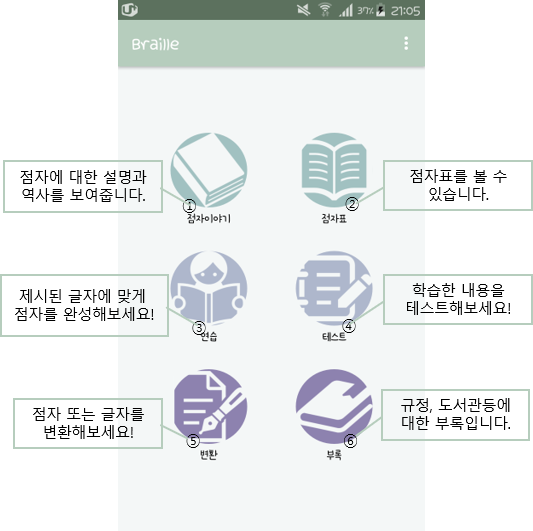 37% 21:05
Braille
점자에 대한 설명과
역사를 보여줍니다.
① 점자이야기
② 점자표
점자표를 볼 수
있습니다.
제시된 글자에 맞게
점자를 완성해보세요!
③ 연습
④ 테스트
학습한 내용을
테스트해보세요!
점자 또는 글자를
변환해보세요!
⑤ 변환
⑥ 부록
규정, 도서관등에
대한 부록입니다.